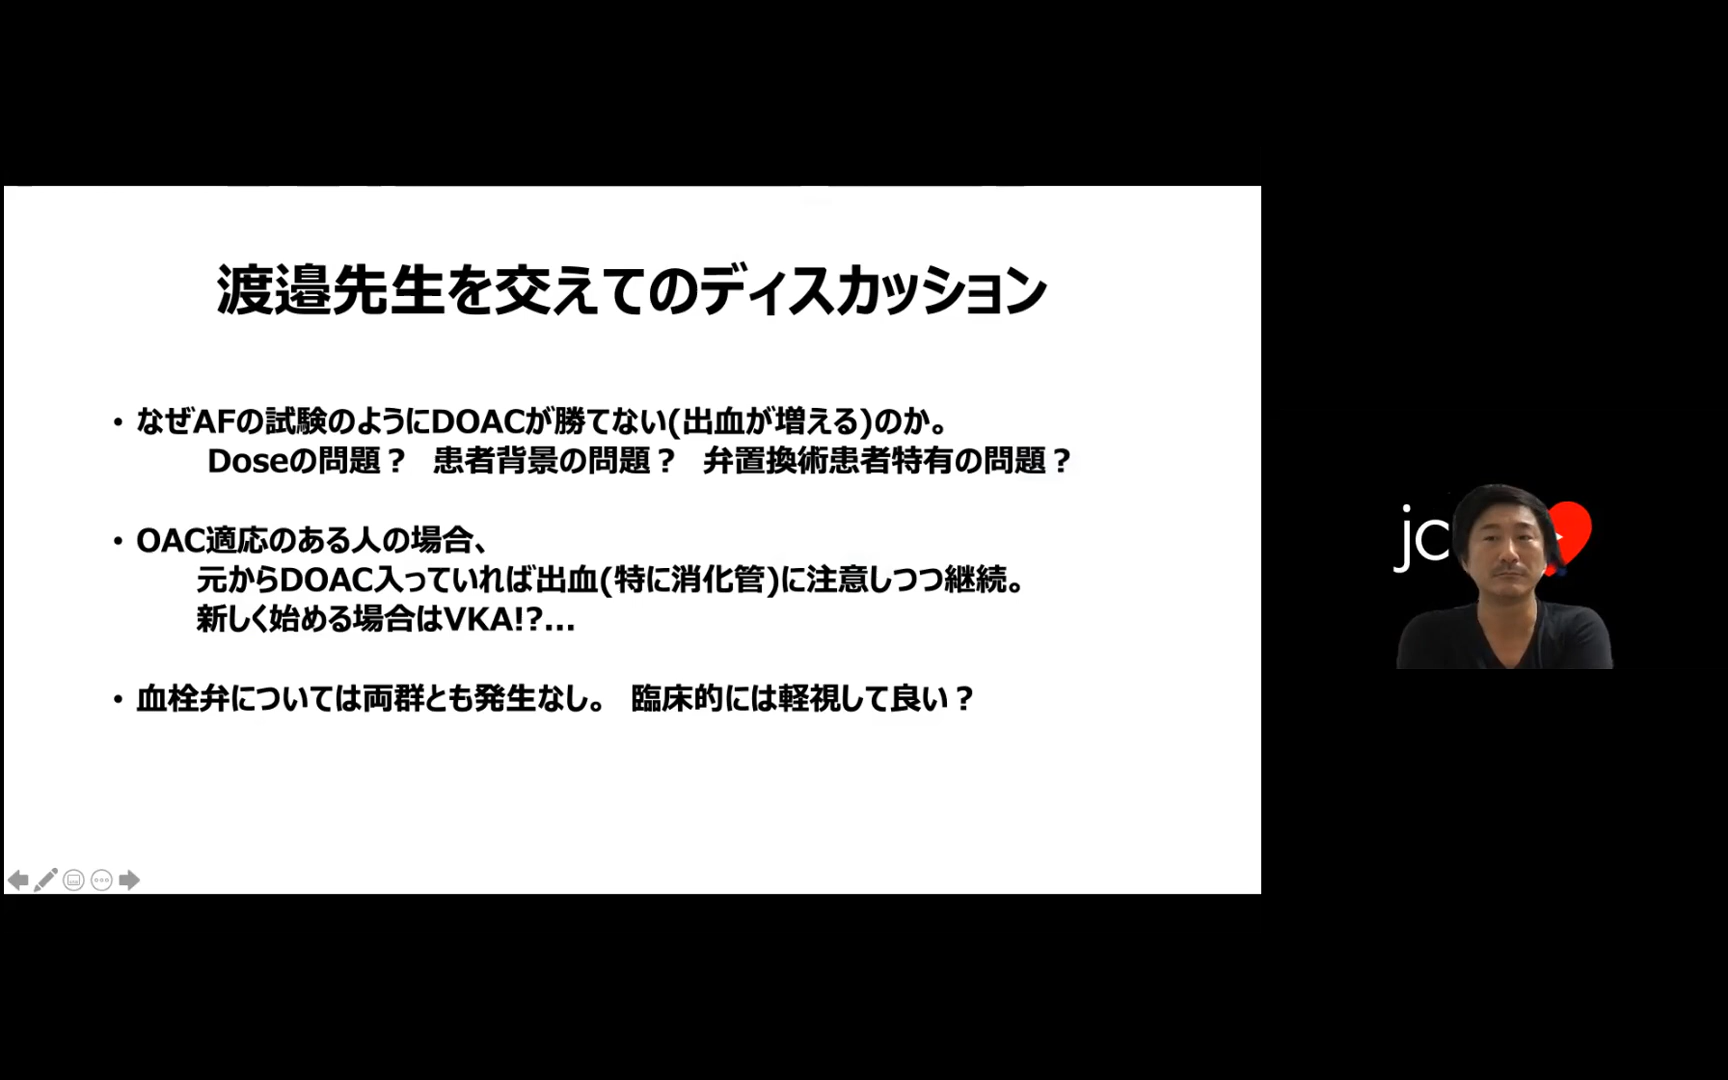 渡邉先生を交えてのディスカッション
・なぜAFの試験のようにDOACが勝てない(出血が増える)のか。
Doseの問題？ 患者背景の問題？ 弁置換術患者特有の問題？
・OAC適応のある人の場合、
元からDOAC入っていれば出血(特に消化管)に注意しつつ継続。
新しく始める場合はVKA!?...
・血栓弁については両群とも発生なし。 臨床的には軽視して良い？
jc